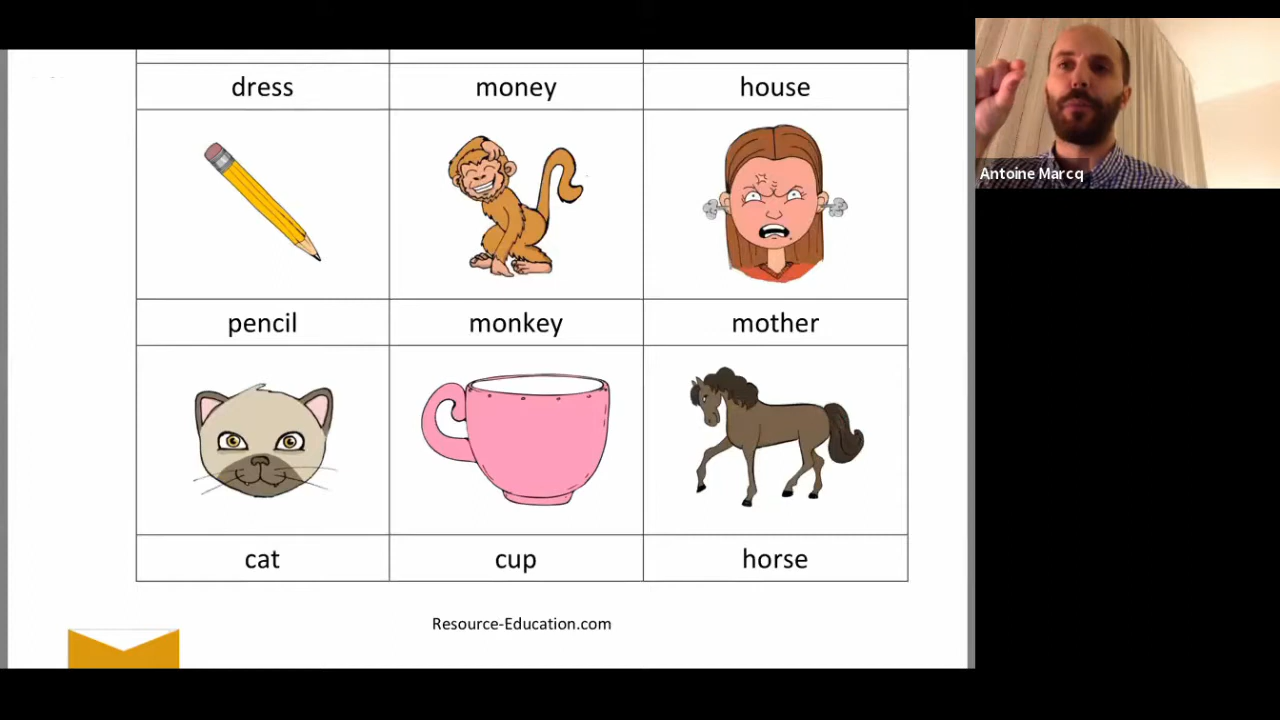 dress money house
Antoine Marcq
pencil monkey mother
cat cup horse
Resource-Education.com